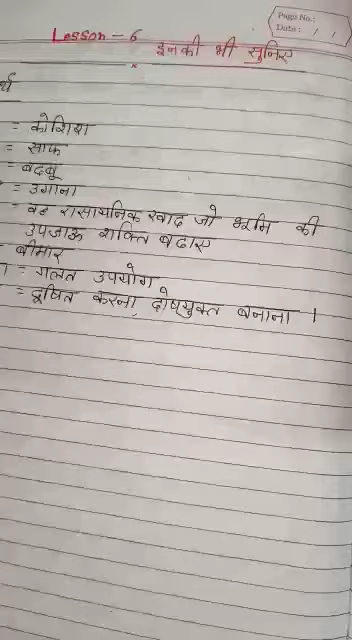 Page No.:
Date: / /
Lesson - 6
इनकी भी सुनिए
र्थ
= कोशिश
= साफ
= बदबू
= उगाना
= वह रासायनिक खाद जो भूमि की
उपजाऊ शक्ति बढाए
= बीमार
= गलत उपयोग
= दूषित करना, दोषयुक्त बनाना ।